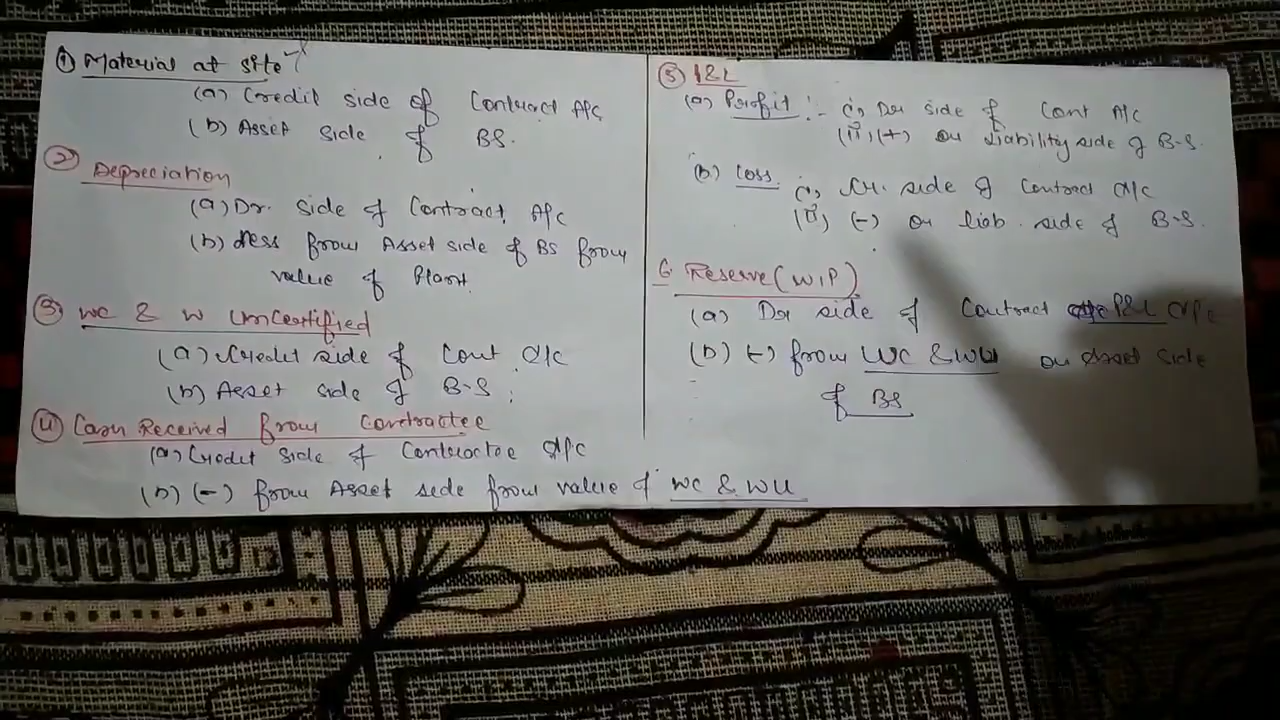 ① Material at site
(a) Credit side of Contract A/c
(b) Asset side of BS.
② Depreciation
(a) Dr. side of Contract A/c
(b) Less from Asset side of BS from
value of Plant
③ WC & W Uncertified
(a) Credit side of Cont A/c
(b) Asset side of B-S
④ Cash Received from Contractee
(a) Credit side of Contractee A/c
(b) (-) from Asset side from value of WC & WU
⑤ P&L
(a) Profit :- (i) Dr side of Cont A/c
(ii) (+) on liability side of B-S.
(b) Loss (i) Cr. side of Contract A/c
(ii) (-) on liab. side of B-S.
6. Reserve (WIP)
(a) Dr side of Contract P&L A/c
(b) (-) from WC & WU on Asset side
of BS